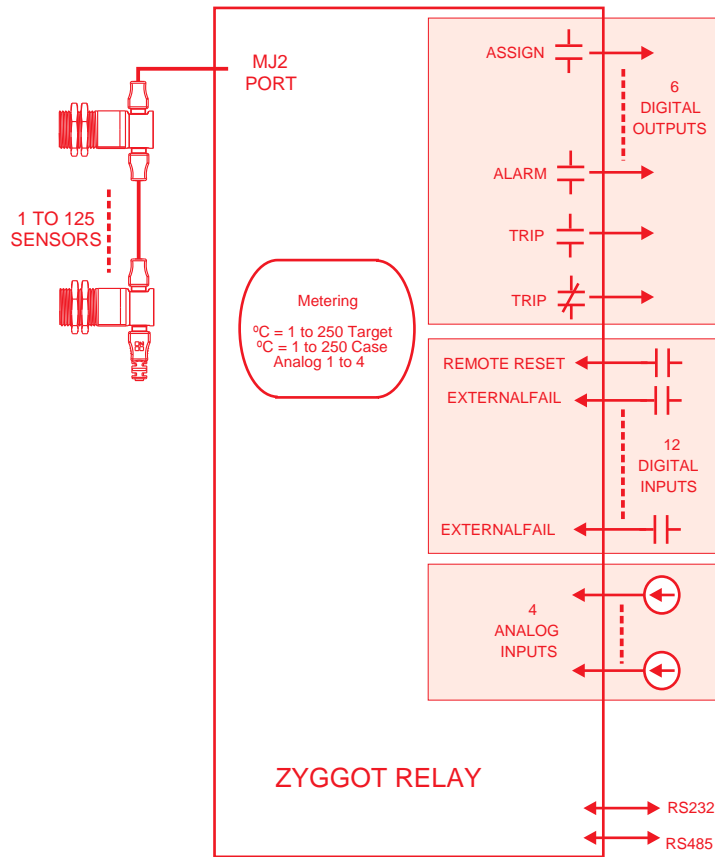 MJ2
PORT
1 TO 125
SENSORS
Metering
ºC = 1 to 250 Target
ºC = 1 to 250 Case
Analog 1 to 4
ASSIGN
6
DIGITAL
OUTPUTS
ALARM
TRIP
TRIP
REMOTE RESET
EXTERNALFAIL
12
DIGITAL
INPUTS
EXTERNALFAIL
4
ANALOG
INPUTS
ZYGGOT RELAY
RS232
RS485